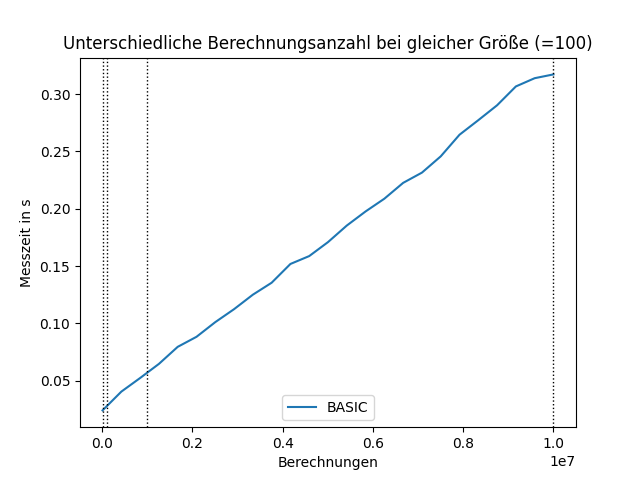 Unterschiedliche Berechnungsanzahl bei gleicher Größe (=100)
Messzeit in s
0.30
0.25
0.20
0.15
0.10
0.05
BASIC
0.0 0.2 0.4 0.6 0.8 1.0
1e7
Berechnungen